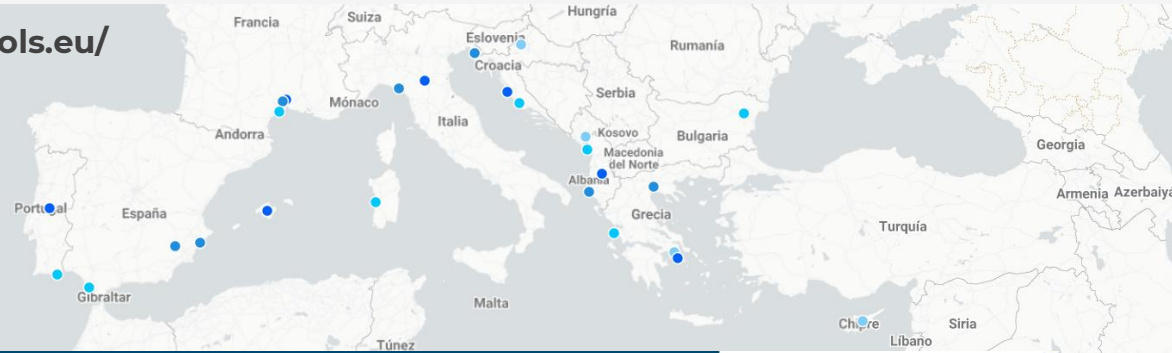 ols.eu/
Francia
Suiza
Hungría
Eslovenia
Croacia
Rumanía
Mónaco
Serbia
Italia
Andorra
Kosovo
Bulgaria
Macedonia
del Norte
Georgia
Albania
Armenia
Azerbaiyá
Portugal
España
Grecia
Turquía
Gibraltar
Malta
Chipre
Siria
Túnez
Líbano